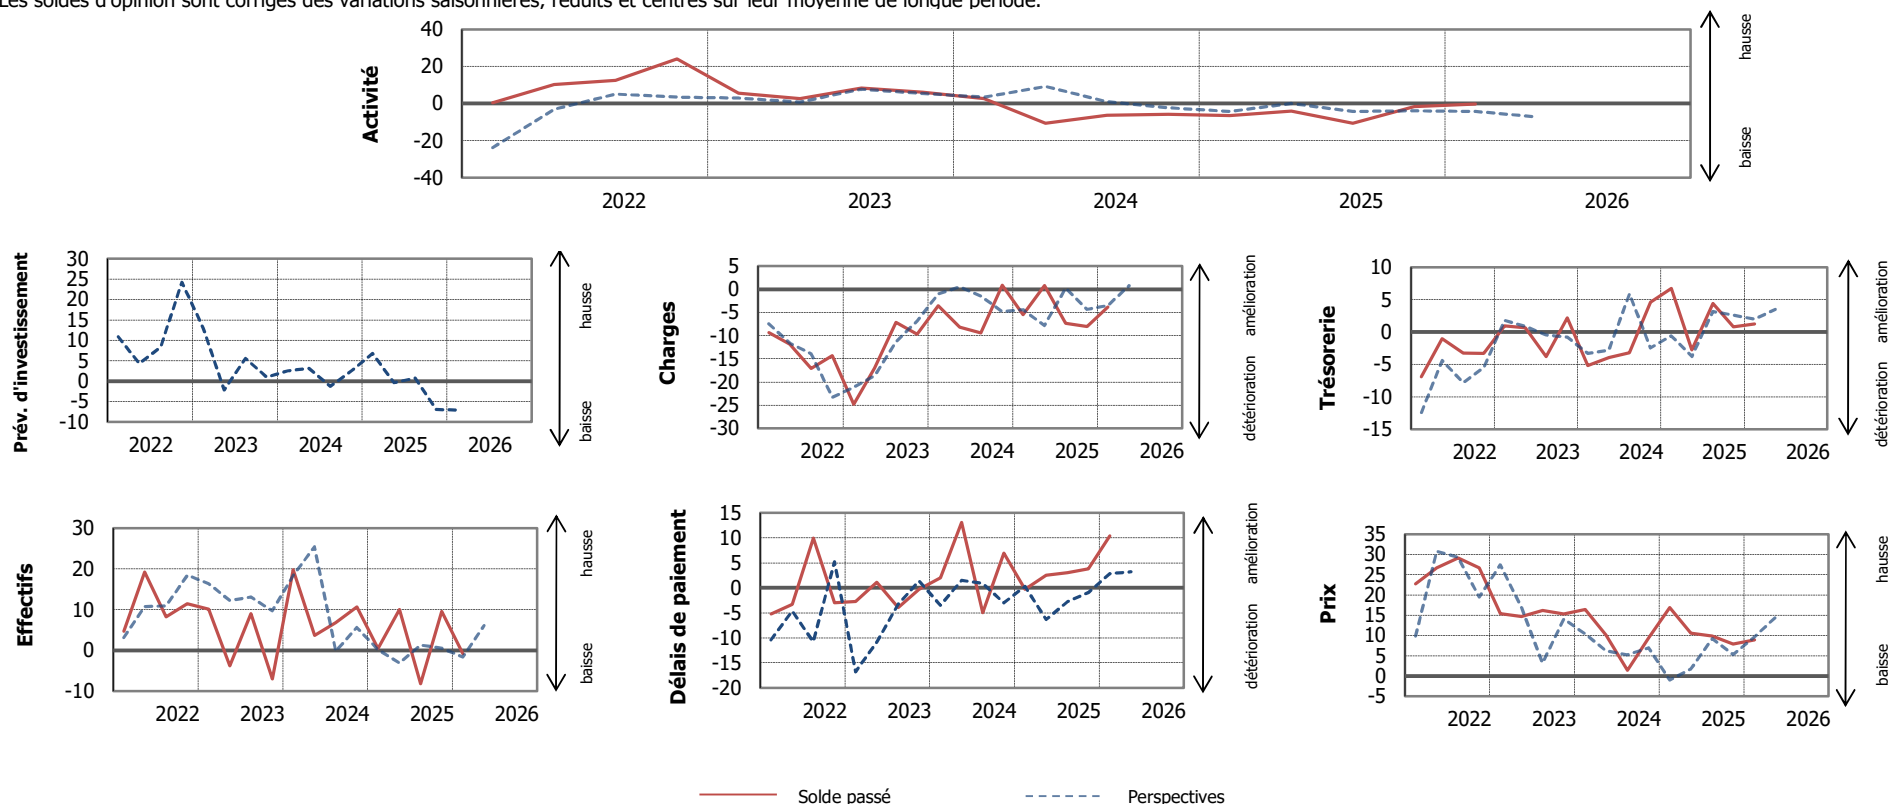 Les soldes d'opinion sont corrigés des variations saisonnières, réduits et centrés sur leur moyenne de longue période.
Activité
40
20
0
-20
-40
2022 2023 2024 2025 2026
hausse
baisse
Prév. d'investissement
30
25
20
15
10
5
0
-5
-10
2022 2023 2024 2025 2026
hausse
baisse
Charges
5
0
-5
-10
-15
-20
-25
-30
2022 2023 2024 2025 2026
amélioration
détérioration
Trésorerie
10
5
0
-5
-10
-15
2022 2023 2024 2025 2026
amélioration
détérioration
Effectifs
30
20
10
0
-10
2022 2023 2024 2025 2026
hausse
baisse
Délais de paiement
15
10
5
0
-5
-10
-15
-20
2022 2023 2024 2025 2026
amélioration
détérioration
Prix
35
30
25
20
15
10
5
0
-5
2022 2023 2024 2025 2026
hausse
baisse
Solde passé Perspectives